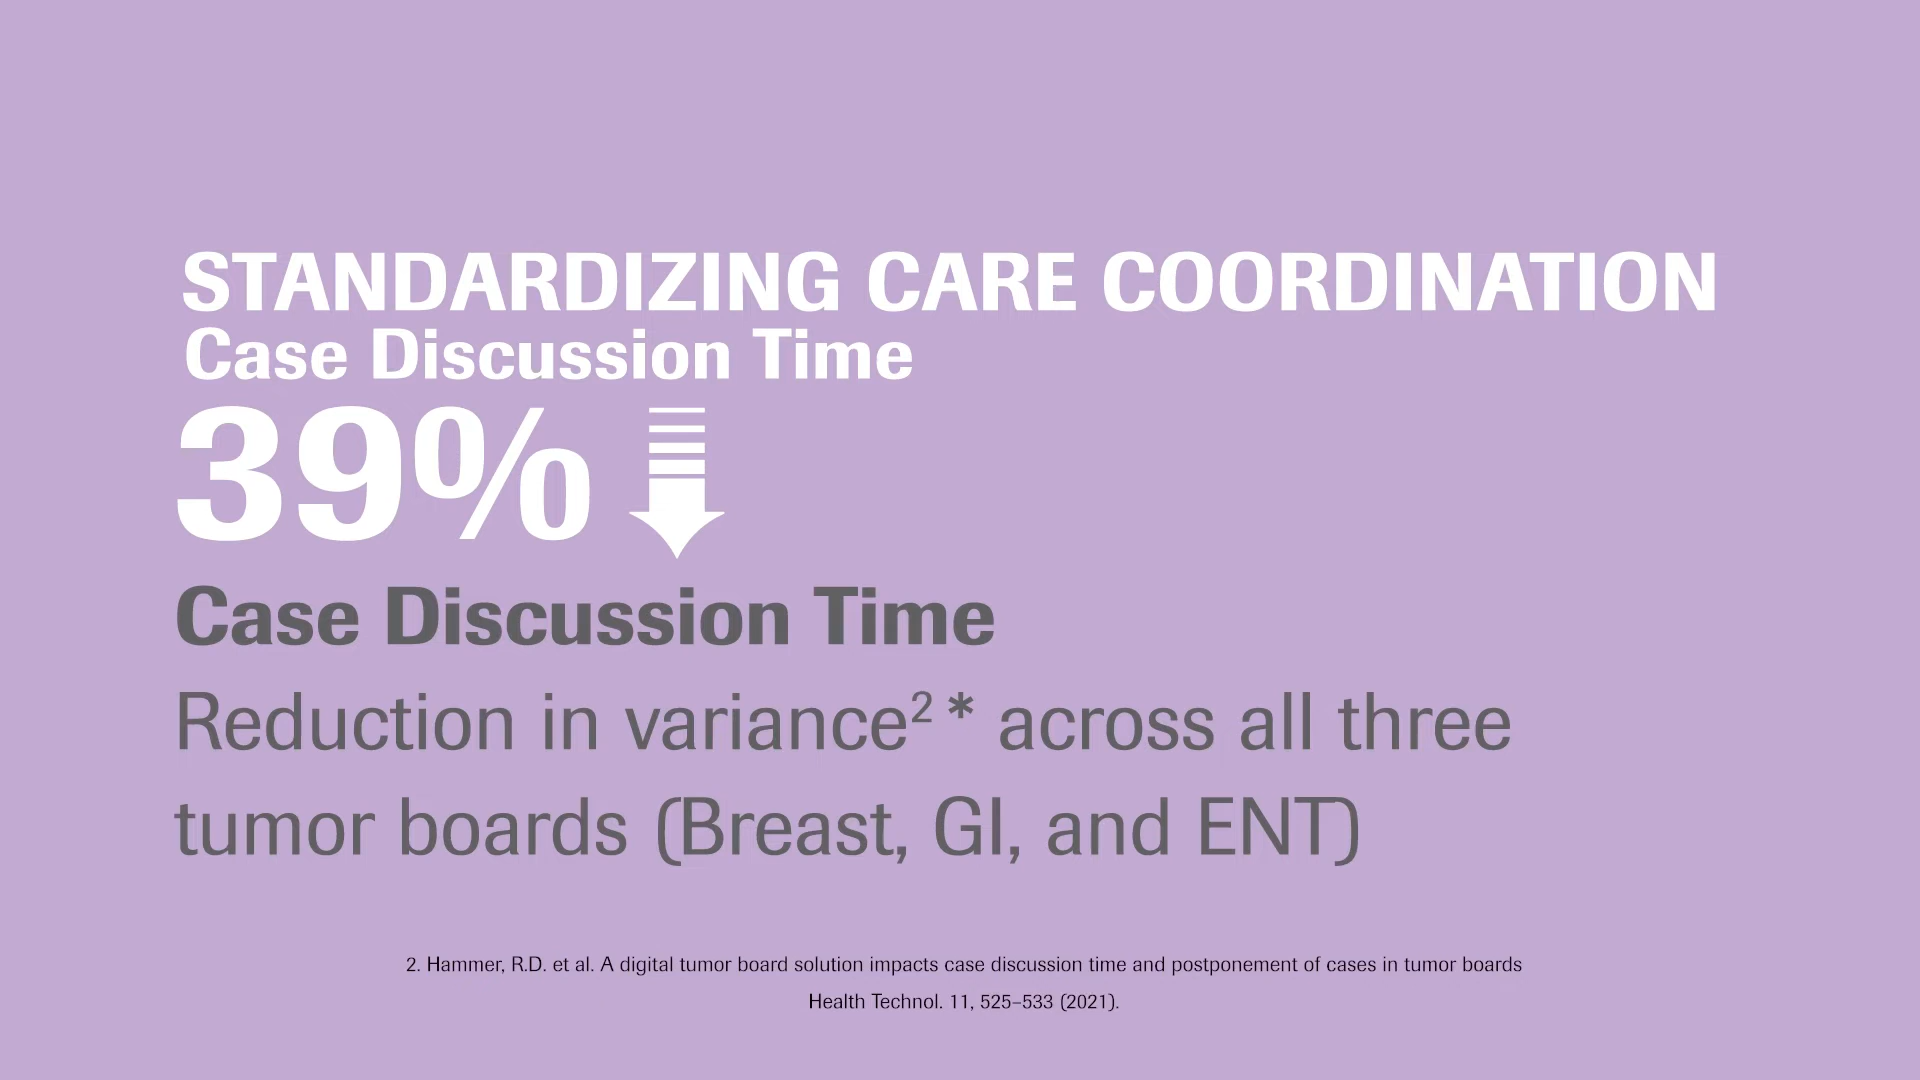 STANDARDIZING CARE COORDINATION
Case Discussion Time
39%
Case Discussion Time
Reduction in variance² * across all three
tumor boards (Breast, GI, and ENT)
2. Hammer, R.D. et al. A digital tumor board solution impacts case discussion time and postponement of cases in tumor boards
Health Technol. 11, 525–533 (2021).